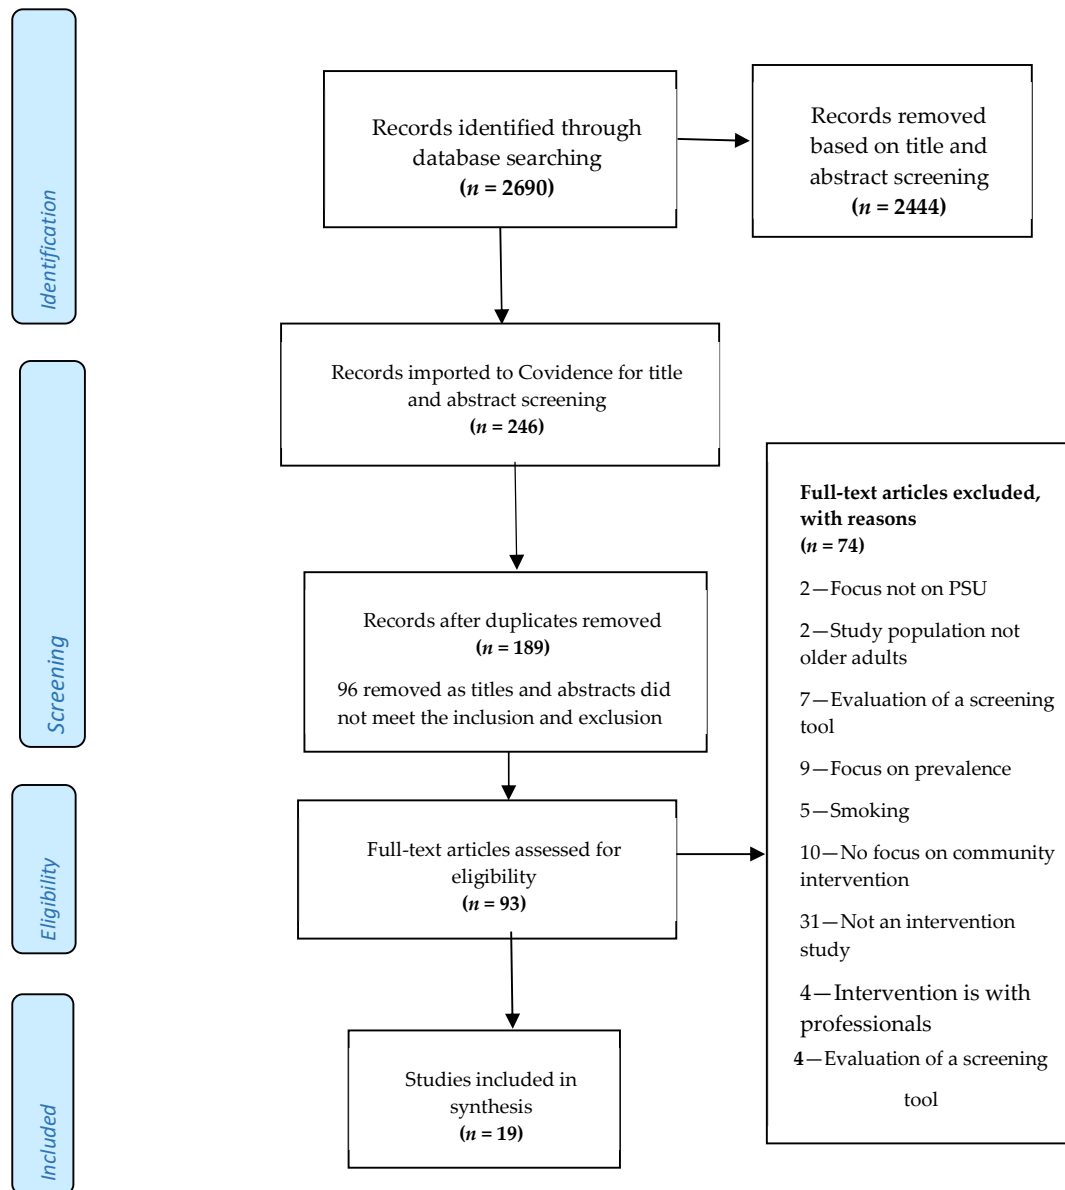 Identification
Records identified through
database searching
(n = 2690)
Records removed
based on title and
abstract screening
(n = 2444)
Screening
Records imported to Covidence for title
and abstract screening
(n = 246)
Records after duplicates removed
(n = 189)
96 removed as titles and abstracts did
not meet the inclusion and exclusion
Eligibility
Full-text articles assessed for
eligibility
(n = 93)
Full-text articles excluded,
with reasons
(n = 74)
2—Focus not on PSU
2—Study population not
older adults
7—Evaluation of a screening
tool
9—Focus on prevalence
5—Smoking
10—No focus on community
intervention
31—Not an intervention
study
4—Intervention is with
professionals
4—Evaluation of a screening
tool
Included
Studies included in
synthesis
(n = 19)